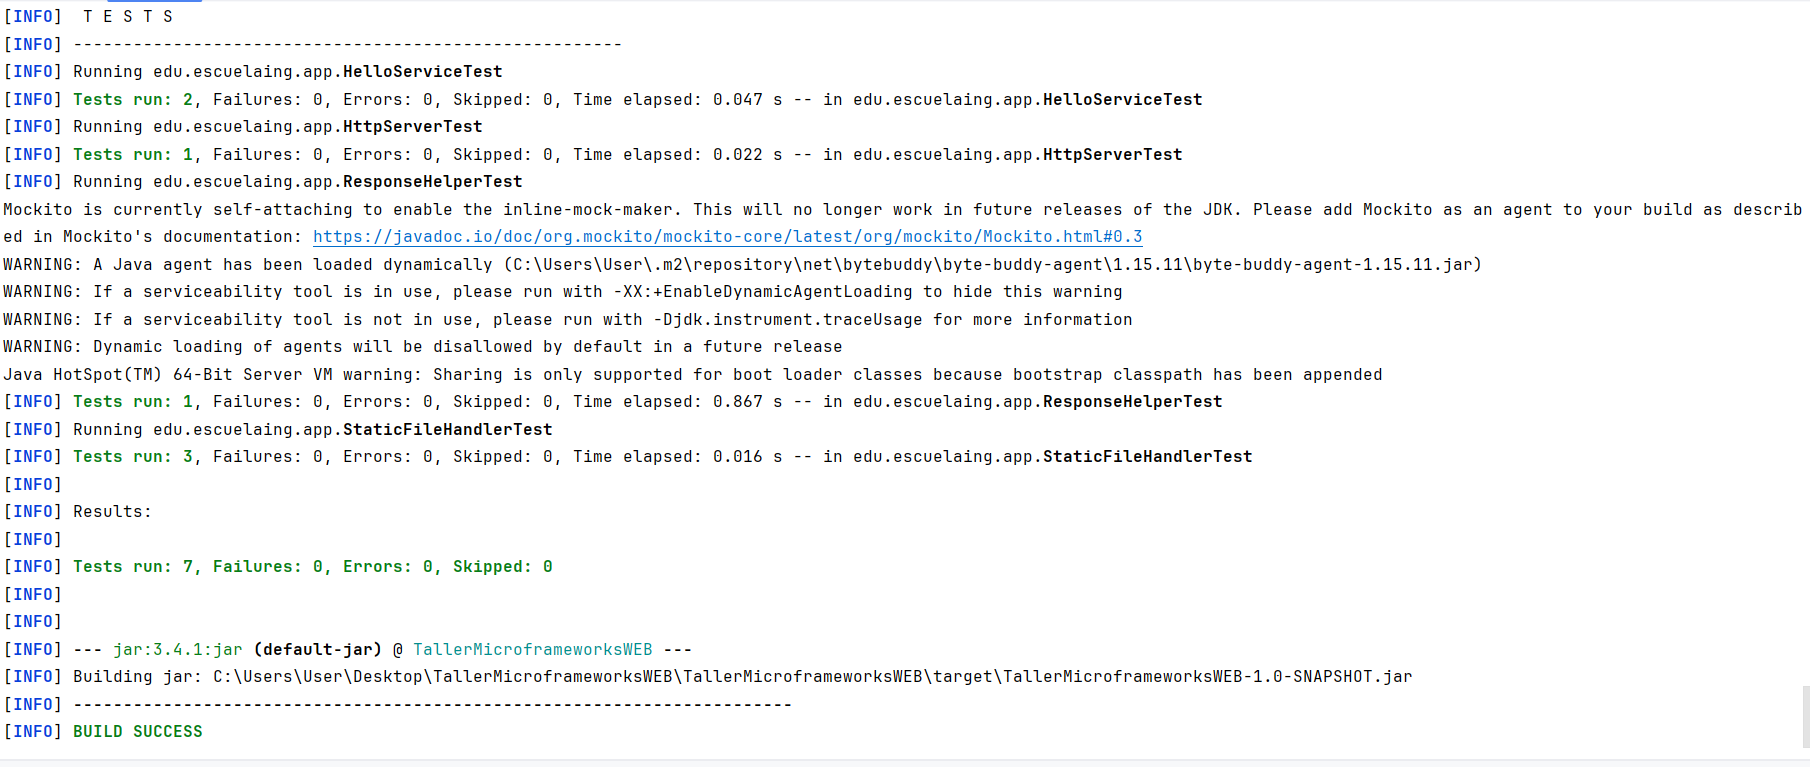 [INFO]  T E S T S
[INFO] -------------------------------------------------------
[INFO] Running edu.escuelaing.app.HelloServiceTest
[INFO] Tests run: 2, Failures: 0, Errors: 0, Skipped: 0, Time elapsed: 0.047 s -- in edu.escuelaing.app.HelloServiceTest
[INFO] Running edu.escuelaing.app.HttpServerTest
[INFO] Tests run: 1, Failures: 0, Errors: 0, Skipped: 0, Time elapsed: 0.022 s -- in edu.escuelaing.app.HttpServerTest
[INFO] Running edu.escuelaing.app.ResponseHelperTest
Mockito is currently self-attaching to enable the inline-mock-maker. This will no longer work in future releases of the JDK. Please add Mockito as an agent to your build as describ
ed in Mockito's documentation: https://javadoc.io/doc/org.mockito/mockito-core/latest/org/mockito/Mockito.html#0.3
WARNING: A Java agent has been loaded dynamically (C:\Users\User\.m2\repository\net\bytebuddy\byte-buddy-agent\1.15.11\byte-buddy-agent-1.15.11.jar)
WARNING: If a serviceability tool is in use, please run with -XX:+EnableDynamicAgentLoading to hide this warning
WARNING: If a serviceability tool is not in use, please run with -Djdk.instrument.traceUsage for more information
WARNING: Dynamic loading of agents will be disallowed by default in a future release
Java HotSpot(TM) 64-Bit Server VM warning: Sharing is only supported for boot loader classes because bootstrap classpath has been appended
[INFO] Tests run: 1, Failures: 0, Errors: 0, Skipped: 0, Time elapsed: 0.867 s -- in edu.escuelaing.app.ResponseHelperTest
[INFO] Running edu.escuelaing.app.StaticFileHandlerTest
[INFO] Tests run: 3, Failures: 0, Errors: 0, Skipped: 0, Time elapsed: 0.016 s -- in edu.escuelaing.app.StaticFileHandlerTest
[INFO]
[INFO] Results:
[INFO]
[INFO] Tests run: 7, Failures: 0, Errors: 0, Skipped: 0
[INFO]
[INFO]
[INFO] --- jar:3.4.1:jar (default-jar) @ TallerMicroframeworksWEB ---
[INFO] Building jar: C:\Users\User\Desktop\TallerMicroframeworksWEB\TallerMicroframeworksWEB\target\TallerMicroframeworksWEB-1.0-SNAPSHOT.jar
[INFO] ------------------------------------------------------------------------
[INFO] BUILD SUCCESS